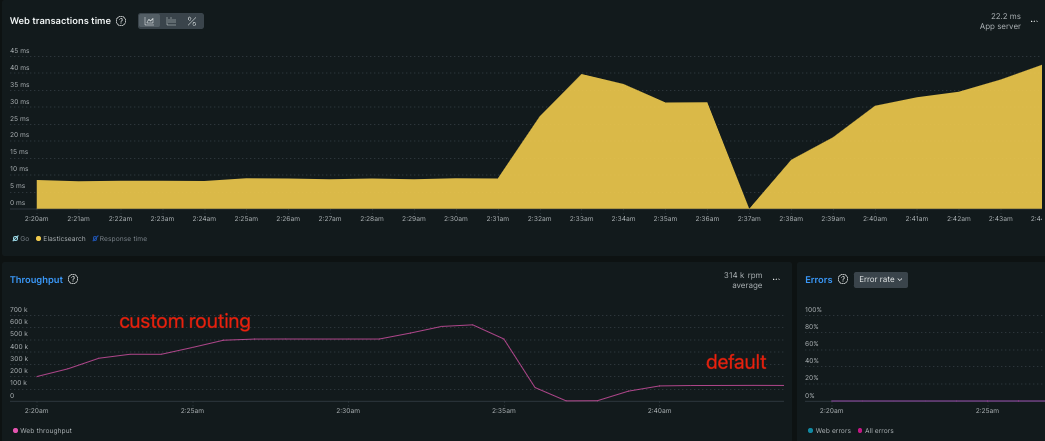 Web transactions time
22.2 ms
App server
45 ms
40 ms
35 ms
30 ms
25 ms
20 ms
15 ms
10 ms
5 ms
0 ms
2:20am 2:21am 2:22am 2:23am 2:24am 2:25am 2:26am 2:27am 2:28am 2:29am 2:30am 2:31am 2:32am 2:33am 2:34am 2:35am 2:36am 2:37am 2:38am 2:39am 2:40am 2:41am 2:42am 2:43am 2:4
Go Elasticsearch Response time
Throughput
314 k rpm
average
700 k
600 k
500 k
400 k
300 k
200 k
100 k
0
custom routing
default
2:20am 2:25am 2:30am 2:35am 2:40am
Web throughput
Errors Error rate
100%
80%
60%
40%
20%
0%
2:20am 2:25am
Web errors All errors